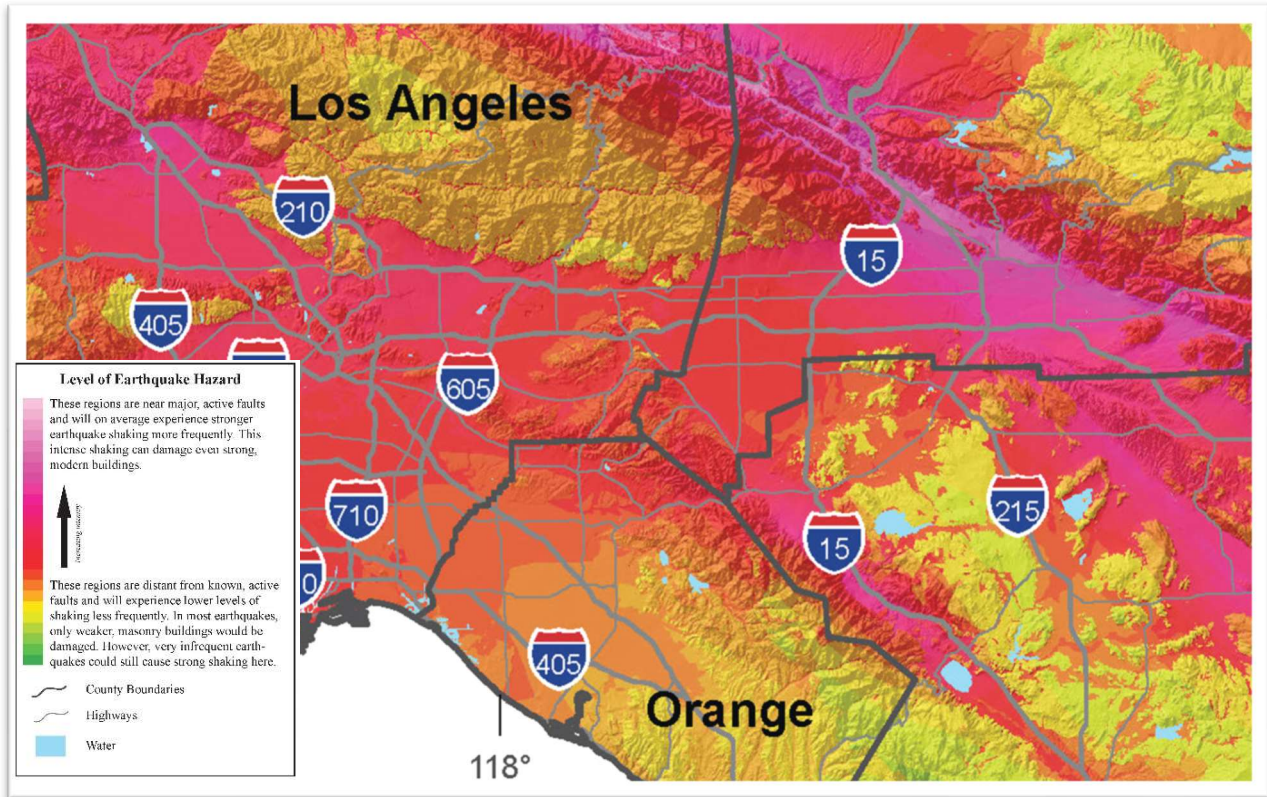 Los Angeles
210
15
405
605
710
0
15
215
405
Orange
118°
Level of Earthquake Hazard
These regions are near major, active faults
and will on average experience stronger
earthquake shaking more frequently. This
intense shaking can damage even strong,
modern buildings.
Increasing intensity
These regions are distant from known, active
faults and will experience lower levels of
shaking less frequently. In most earthquakes,
only weaker, masonry buildings would be
damaged. However, very infrequent earth-
quakes could still cause strong shaking here.
County Boundaries
Highways
Water